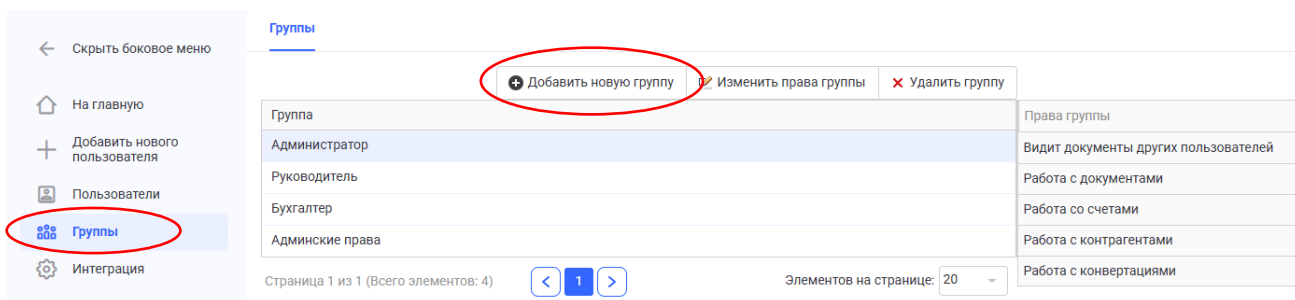 Скрыть боковое меню
На главную
Добавить нового
пользователя
Пользователи
Группы
Интеграция
Группы
Добавить новую группу
Изменить права группы
Удалить группу
Группа
Администратор
Руководитель
Бухгалтер
Админские права
Страница 1 из 1 (Всего элементов: 4)
1
Элементов на странице: 20
Права группы
Видит документы других пользователей
Работа с документами
Работа со счетами
Работа с контрагентами
Работа с конвертациями